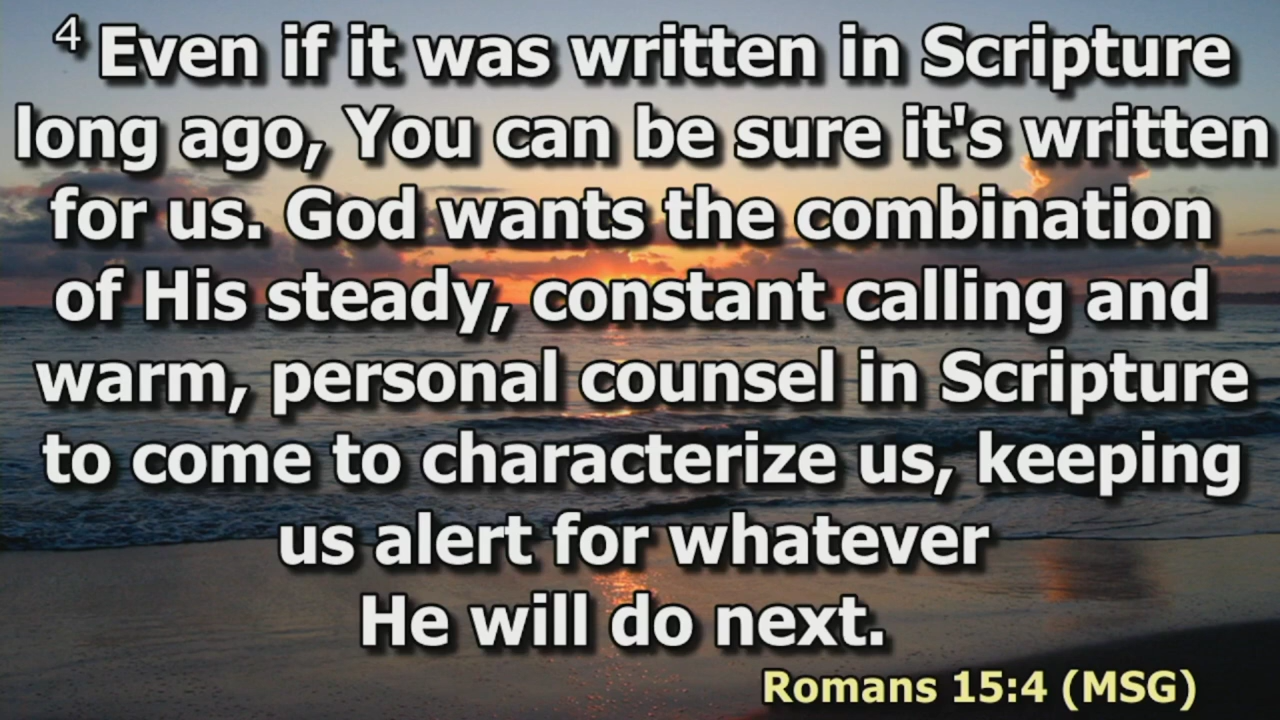 4 Even if it was written in Scripture
long ago, You can be sure it's written
for us. God wants the combination
of His steady, constant calling and
warm, personal counsel in Scripture
to come to characterize us, keeping
us alert for whatever
He will do next.
Romans 15:4 (MSG)